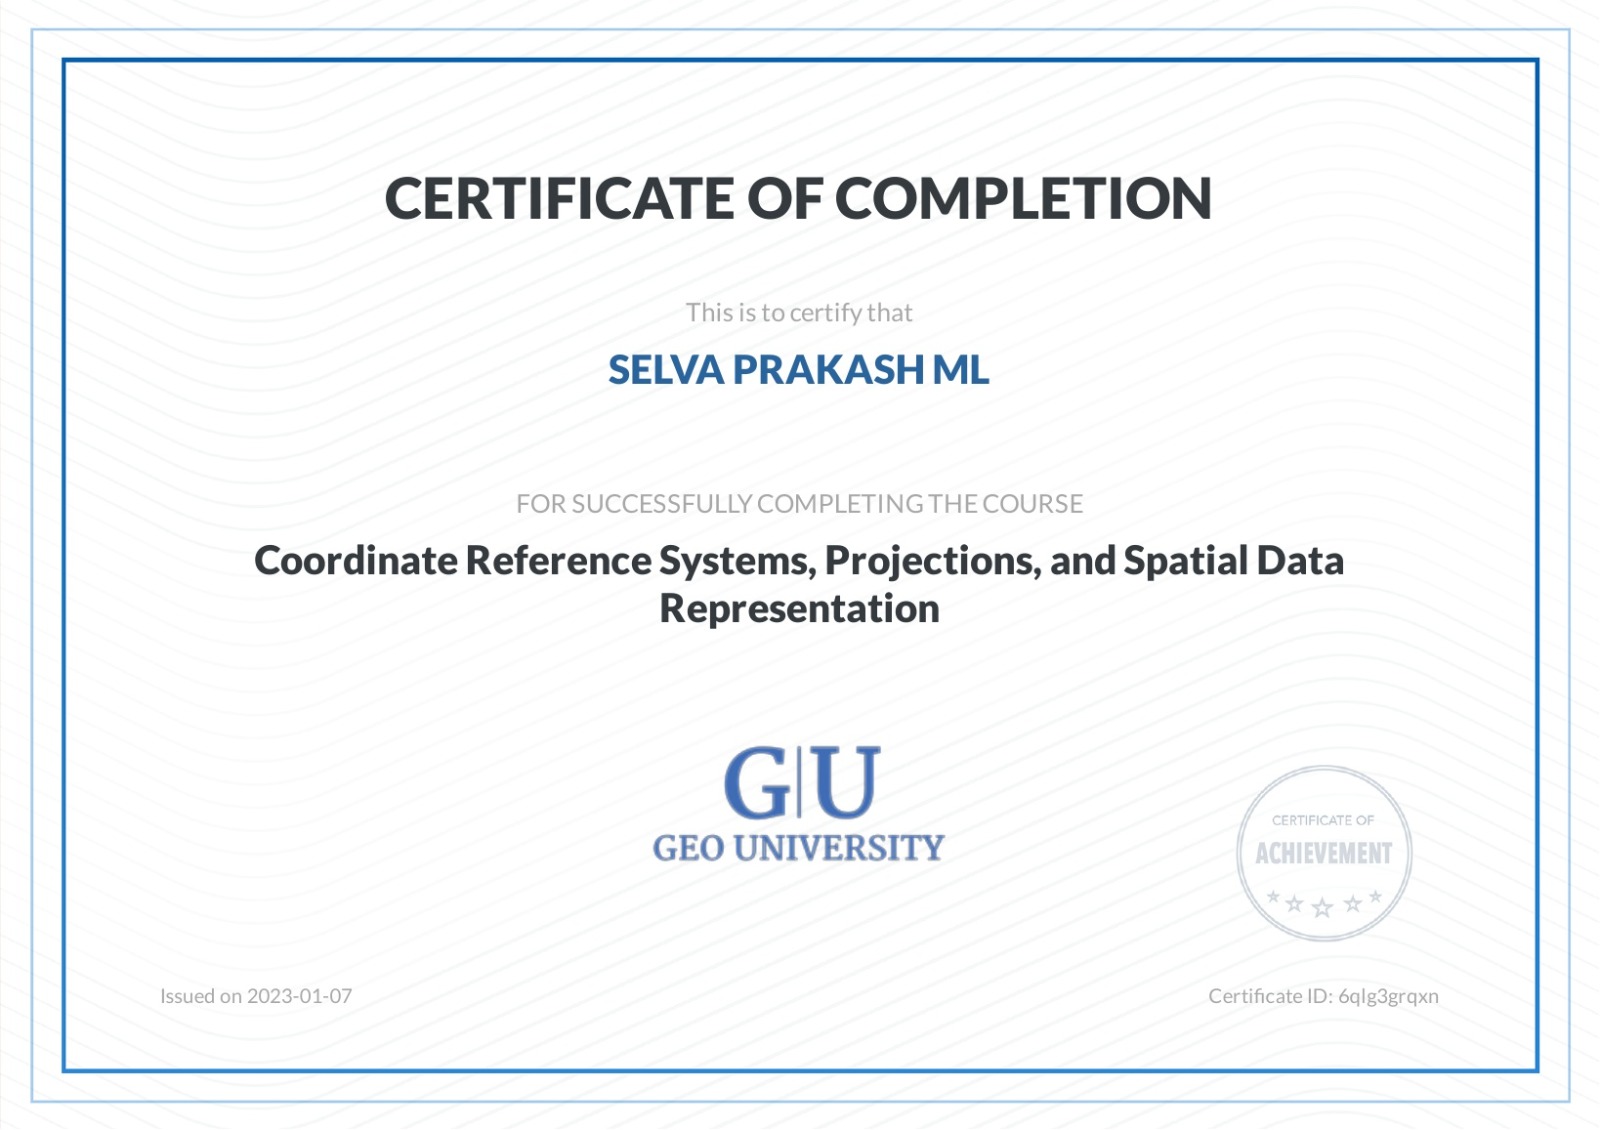 CERTIFICATE OF COMPLETION
This is to certify that
SELVA PRAKASH ML
FOR SUCCESSFULLY COMPLETING THE COURSE
Coordinate Reference Systems, Projections, and Spatial Data
Representation
G|U
GEO UNIVERSITY
CERTIFICATE OF
ACHIEVEMENT
Issued on 2023-01-07
Certificate ID: 6qlg3grqxn